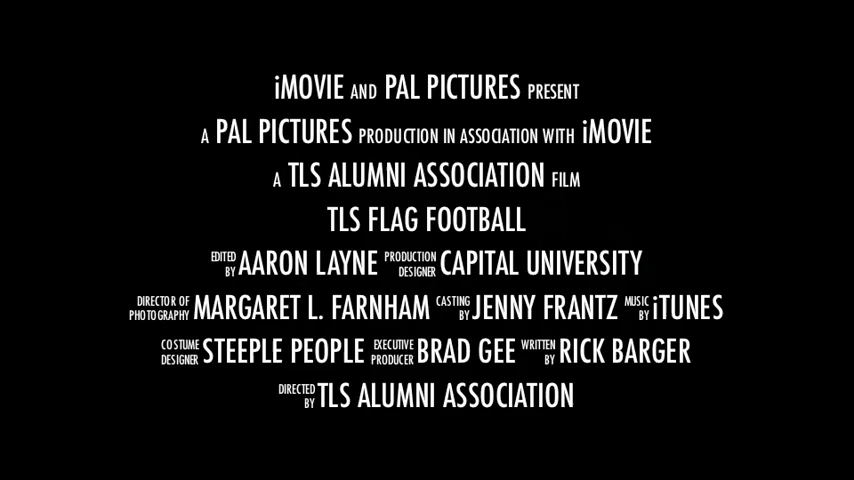 iMOVIE AND PAL PICTURES PRESENT
A PAL PICTURES PRODUCTION IN ASSOCIATION WITH iMOVIE
A TLS ALUMNI ASSOCIATION FILM
TLS FLAG FOOTBALL
EDITED BY AARON LAYNE PRODUCTION DESIGNER CAPITAL UNIVERSITY
DIRECTOR OF PHOTOGRAPHY MARGARET L. FARNHAM CASTING BY JENNY FRANTZ MUSIC BY iTUNES
COSTUME DESIGNER STEEPLE PEOPLE EXECUTIVE PRODUCER BRAD GEE WRITTEN BY RICK BARGER
DIRECTED BY TLS ALUMNI ASSOCIATION